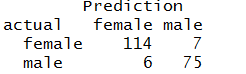 Prediction
actual female male
female 114 7
male 6 75